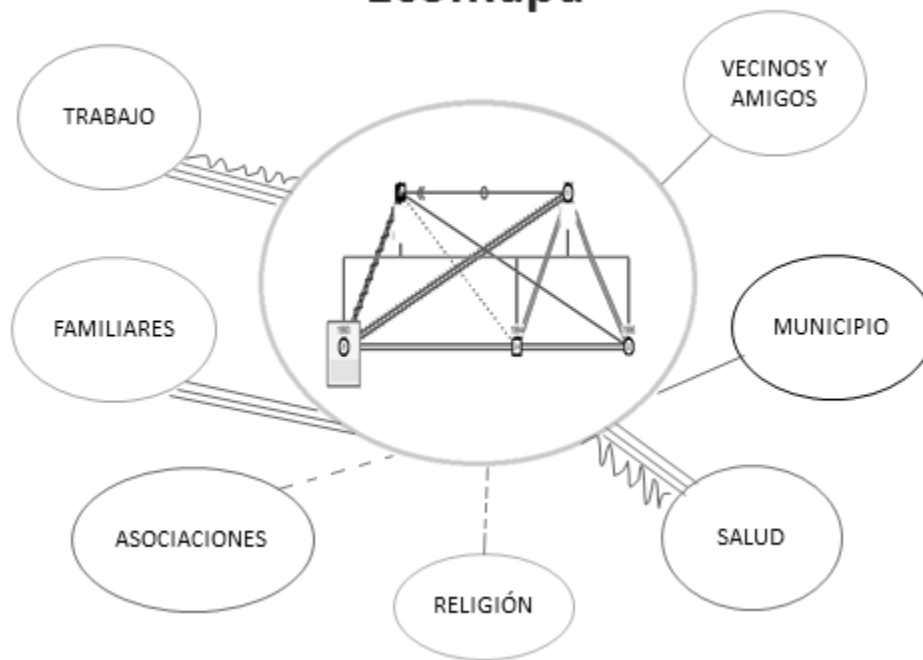 Ecomapa
VECINOS Y
AMIGOS
TRABAJO
FAMILIARES
MUNICIPIO
ASOCIACIONES
SALUD
RELIGIÓN